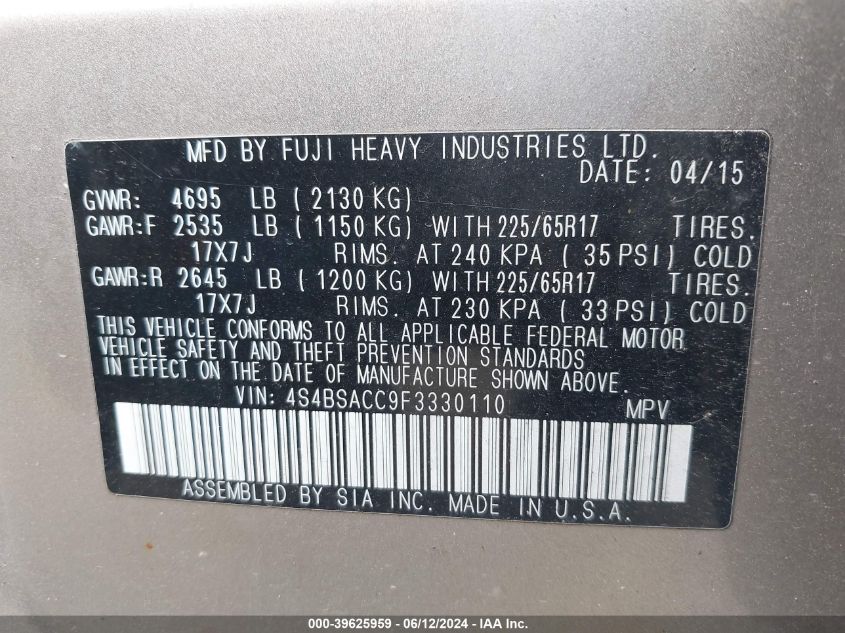 MFD BY FUJI HEAVY INDUSTRIES LTD.
DATE: 04/15
GVWR: 4695 LB ( 2130 KG)
GAWR:F 2535 LB ( 1150 KG) WITH 225/65R17 TIRES.
17X7J RIMS. AT 240 KPA ( 35 PSI) COLD
GAWR:R 2645 LB ( 1200 KG) WITH 225/65R17 TIRES.
17X7J RIMS. AT 230 KPA ( 33 PSI) COLD
THIS VEHICLE CONFORMS TO ALL APPLICABLE FEDERAL MOTOR
VEHICLE SAFETY AND THEFT PREVENTION STANDARDS
IN EFFECT ON THE DATE OF MANUFACTURE SHOWN ABOVE.
VIN: 4S4BSACC9F3330110 MPV
ASSEMBLED BY SIA INC. MADE IN U.S.A.
000-39625959 - 06/12/2024 - IAA Inc.